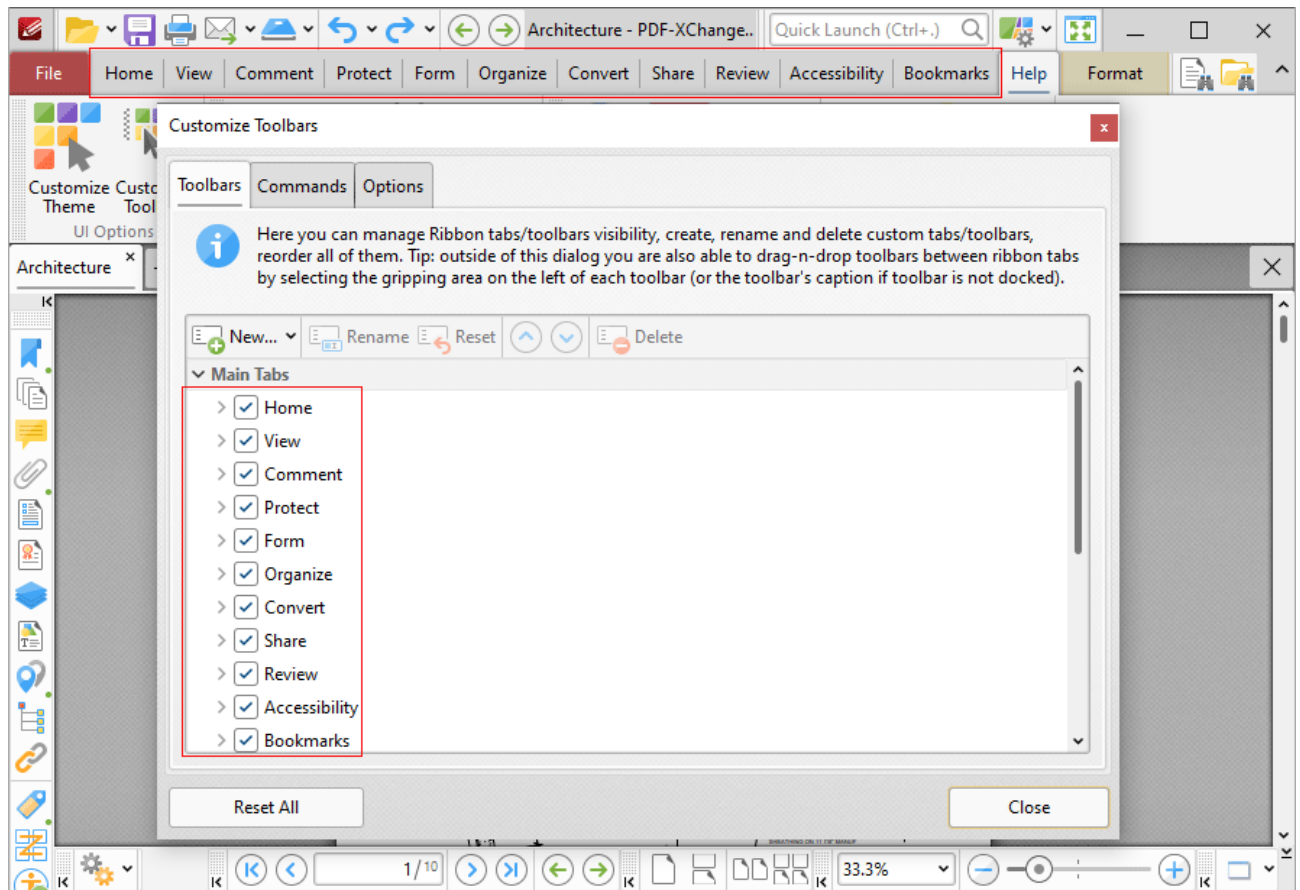 Architecture - PDF-XChange.. Quick Launch (Ctrl+.)
File Home View Comment Protect Form Organize Convert Share Review Accessibility Bookmarks Help Format
Customize Toolbars
Customize
Theme
UI Options
Toolbars Commands Options
Here you can manage Ribbon tabs/toolbars visibility, create, rename and delete custom tabs/toolbars,
reorder all of them. Tip: outside of this dialog you are also able to drag-n-drop toolbars between ribbon tabs
by selecting the gripping area on the left of each toolbar (or the toolbar's caption if toolbar is not docked).
Architecture
New... Rename Reset Delete
Main Tabs
Home
View
Comment
Protect
Form
Organize
Convert
Share
Review
Accessibility
Bookmarks
Reset All Close
1/10 33.3%